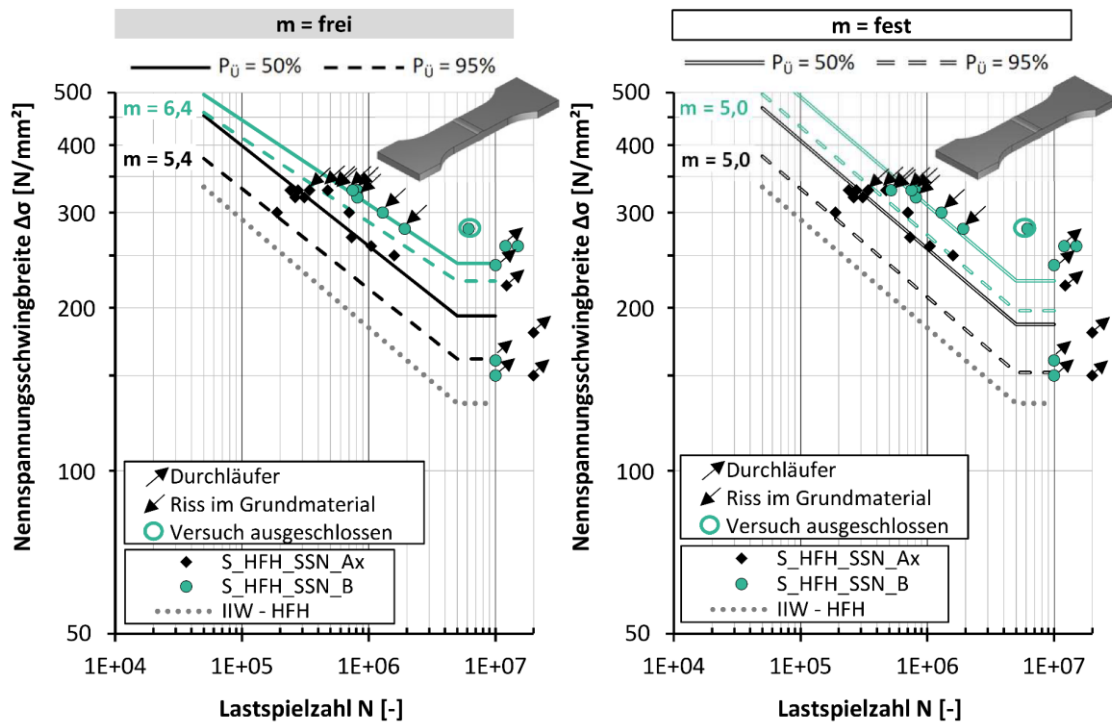 m = frei
PÜ = 50%
PÜ = 95%
Nennspannungsschwingbreite Δσ [N/mm²]
500
400
300
200
100
50
m = 6,4
m = 5,4
Durchläufer
Riss im Grundmaterial
Versuch ausgeschlossen
S_HFH_SSN_Ax
S_HFH_SSN_B
IIW - HFH
1E+04
1E+05
1E+06
1E+07
Lastspielzahl N [-]
m = fest
PÜ = 50%
PÜ = 95%
Nennspannungsschwingbreite Δσ [N/mm²]
500
400
300
200
100
50
m = 5,0
m = 5,0
Durchläufer
Riss im Grundmaterial
Versuch ausgeschlossen
S_HFH_SSN_Ax
S_HFH_SSN_B
IIW - HFH
1E+04
1E+05
1E+06
1E+07
Lastspielzahl N [-]